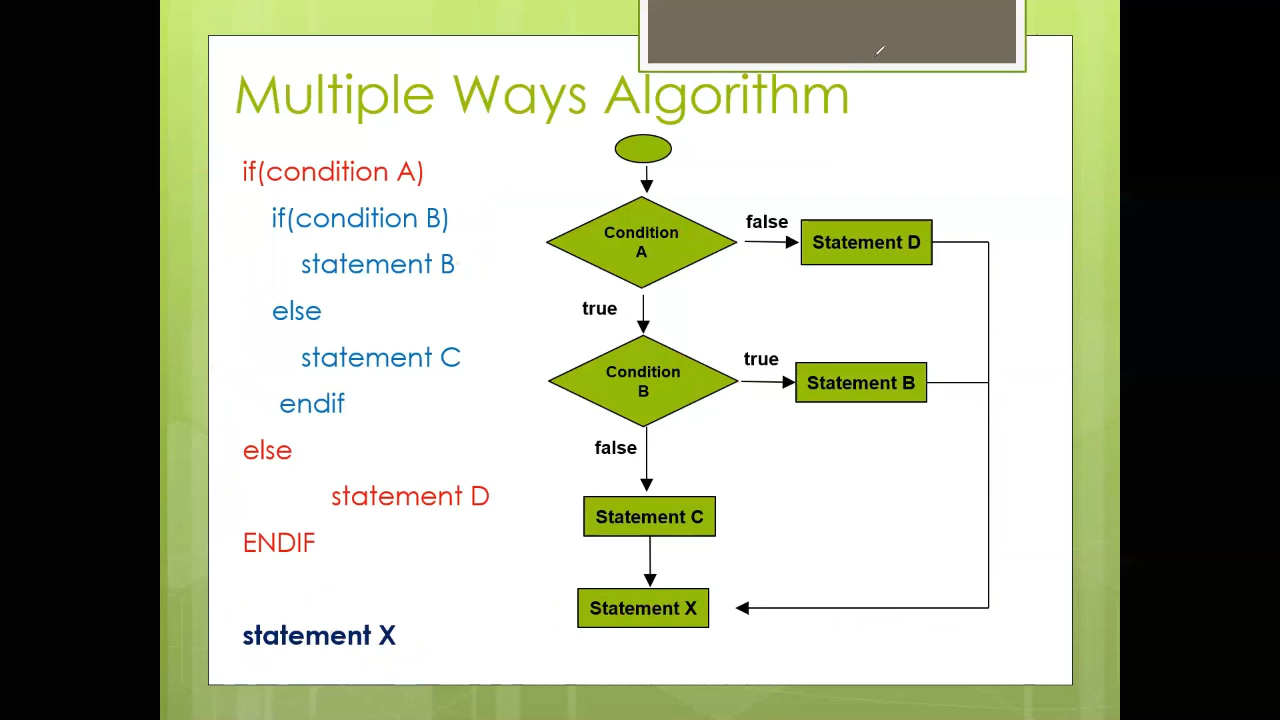 Multiple Ways Algorithm
if(condition A)
if(condition B)
statement B
else
statement C
endif
else
statement D
ENDIF
statement X
Condition
A
false
Statement D
true
Condition
B
true
Statement B
false
Statement C
Statement X